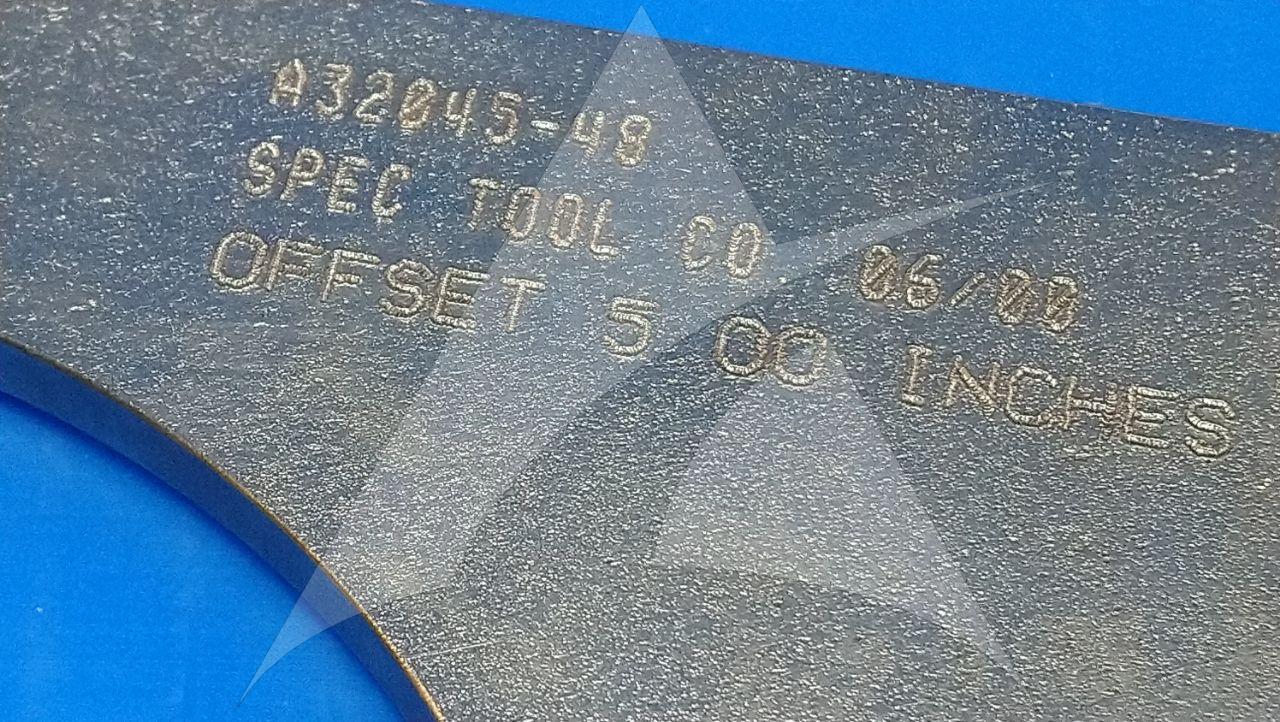 A32045-48
SPEC TOOL CO 06/00
OFFSET 5 00 INCHES